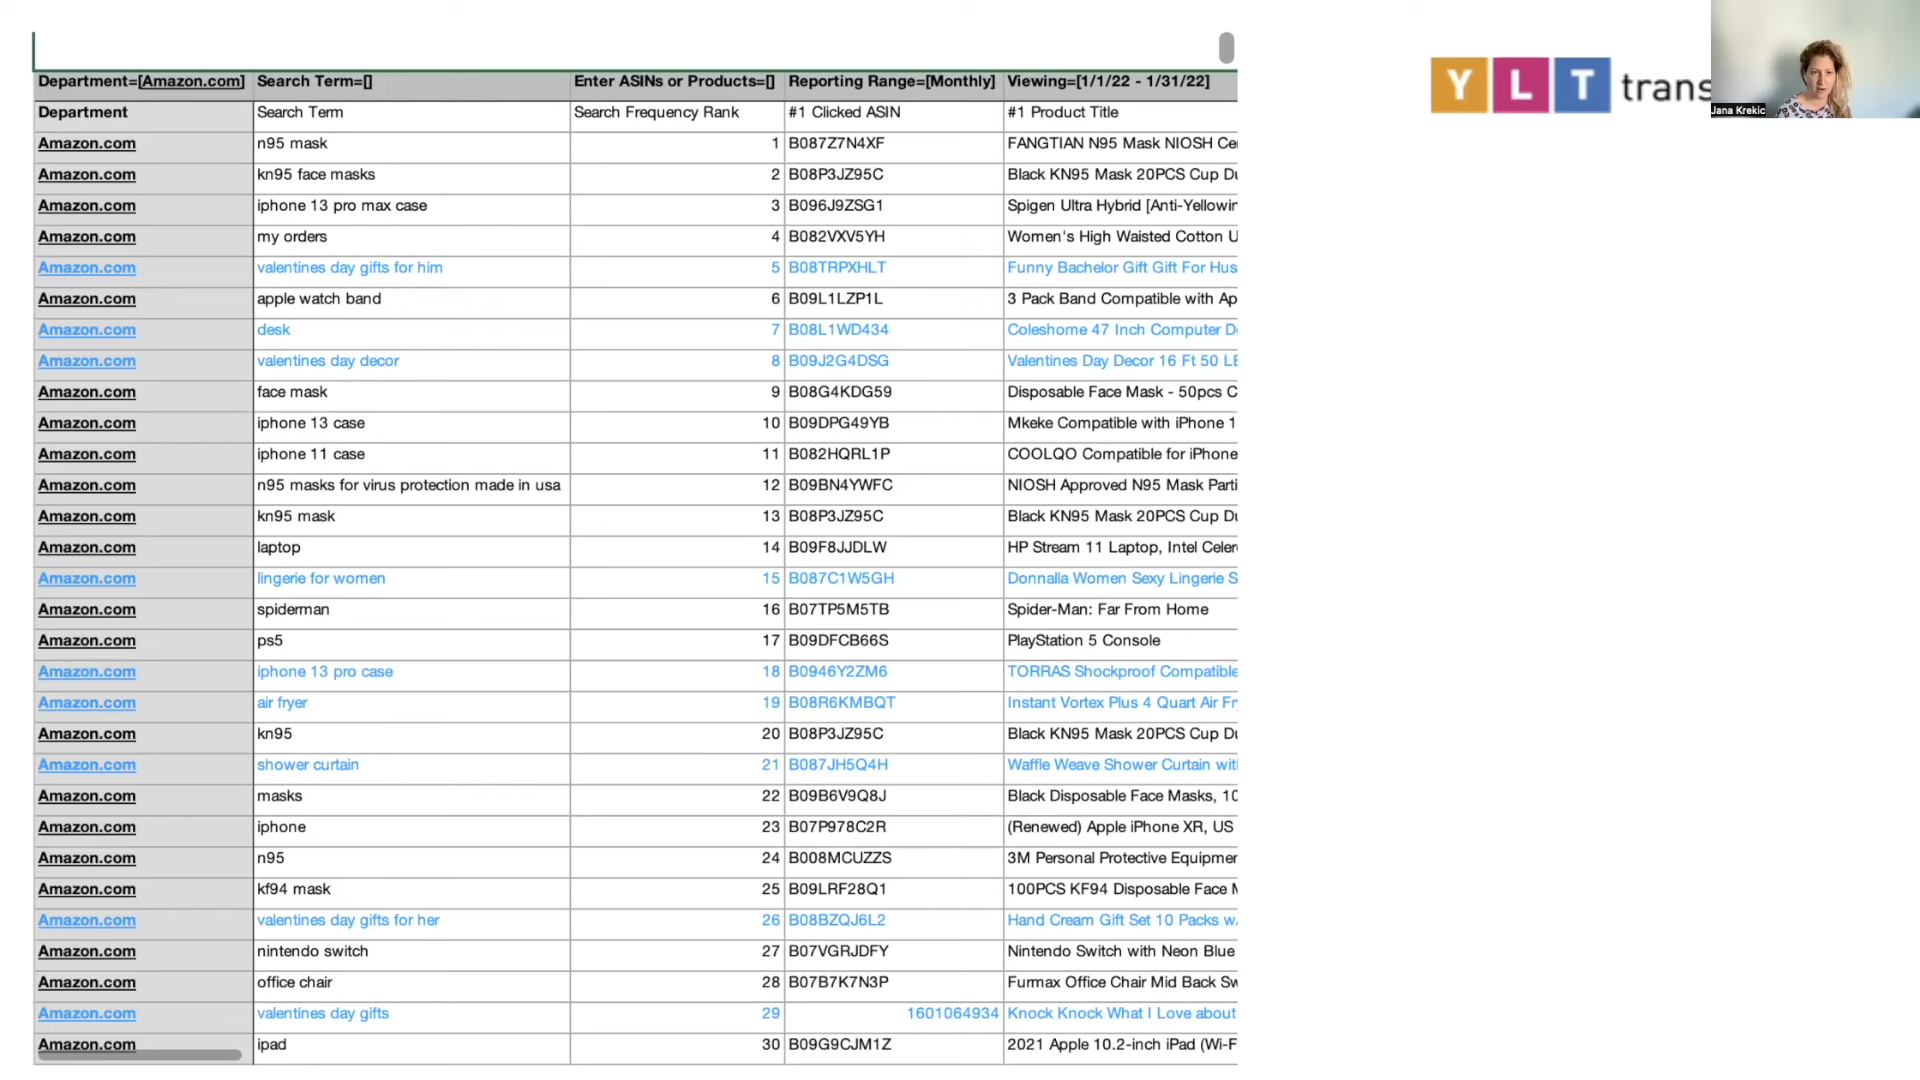 Department=[Amazon.com] Search Term=[] Enter ASINs or Products=[] Reporting Range=[Monthly] Viewing=[1/1/22 - 1/31/22]
Department Search Term Search Frequency Rank #1 Clicked ASIN #1 Product Title
Amazon.com n95 mask 1 B087Z7N4XF FANGTIAN N95 Mask NIOSH Cer
Amazon.com kn95 face masks 2 B08P3JZ95C Black KN95 Mask 20PCS Cup Du
Amazon.com iphone 13 pro max case 3 B096J9ZSG1 Spigen Ultra Hybrid [Anti-Yellowin
Amazon.com my orders 4 B082VXV5YH Women's High Waisted Cotton U
Amazon.com valentines day gifts for him 5 B08TRPXHLT Funny Bachelor Gift Gift For Hus
Amazon.com apple watch band 6 B09L1LZP1L 3 Pack Band Compatible with Ap
Amazon.com desk 7 B08L1WD434 Coleshome 47 Inch Computer De
Amazon.com valentines day decor 8 B09J2G4DSG Valentines Day Decor 16 Ft 50 LE
Amazon.com face mask 9 B08G4KDG59 Disposable Face Mask - 50pcs C
Amazon.com iphone 13 case 10 B09DPG49YB Mkeke Compatible with iPhone 1
Amazon.com iphone 11 case 11 B082HQRL1P COOLQO Compatible for iPhone
Amazon.com n95 masks for virus protection made in usa 12 B09BN4YWFC NIOSH Approved N95 Mask Parti
Amazon.com kn95 mask 13 B08P3JZ95C Black KN95 Mask 20PCS Cup Du
Amazon.com laptop 14 B09F8JJDLW HP Stream 11 Laptop, Intel Celer
Amazon.com lingerie for women 15 B087C1W5GH Donnalla Women Sexy Lingerie S
Amazon.com spiderman 16 B07TP5M5TB Spider-Man: Far From Home
Amazon.com ps5 17 B09DFCB66S PlayStation 5 Console
Amazon.com iphone 13 pro case 18 B0946Y2ZM6 TORRAS Shockproof Compatible
Amazon.com air fryer 19 B08R6KMBQT Instant Vortex Plus 4 Quart Air Fr
Amazon.com kn95 20 B08P3JZ95C Black KN95 Mask 20PCS Cup Du
Amazon.com shower curtain 21 B087JH5Q4H Waffle Weave Shower Curtain wit
Amazon.com masks 22 B09B6V9Q8J Black Disposable Face Masks, 10
Amazon.com iphone 23 B07P978C2R (Renewed) Apple iPhone XR, US
Amazon.com n95 24 B008MCUZZS 3M Personal Protective Equipmer
Amazon.com kf94 mask 25 B09LRF28Q1 100PCS KF94 Disposable Face M
Amazon.com valentines day gifts for her 26 B08BZQJ6L2 Hand Cream Gift Set 10 Packs w
Amazon.com nintendo switch 27 B07VGRJDFY Nintendo Switch with Neon Blue
Amazon.com office chair 28 B07B7K7N3P Furmax Office Chair Mid Back Sw
Amazon.com valentines day gifts 29 1601064934 Knock Knock What I Love about
Amazon.com ipad 30 B09G9CJM1Z 2021 Apple 10.2-inch iPad (Wi-F
YLT trans
Jana Krekic